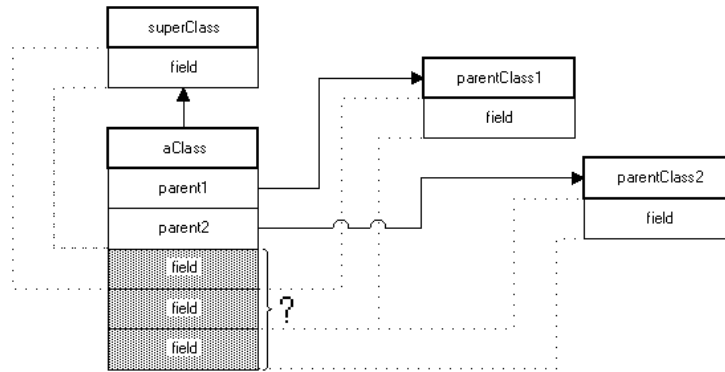 superClass
field
parentClass1
field
aClass
parent1
parent2
field
field
field
?
parentClass2
field